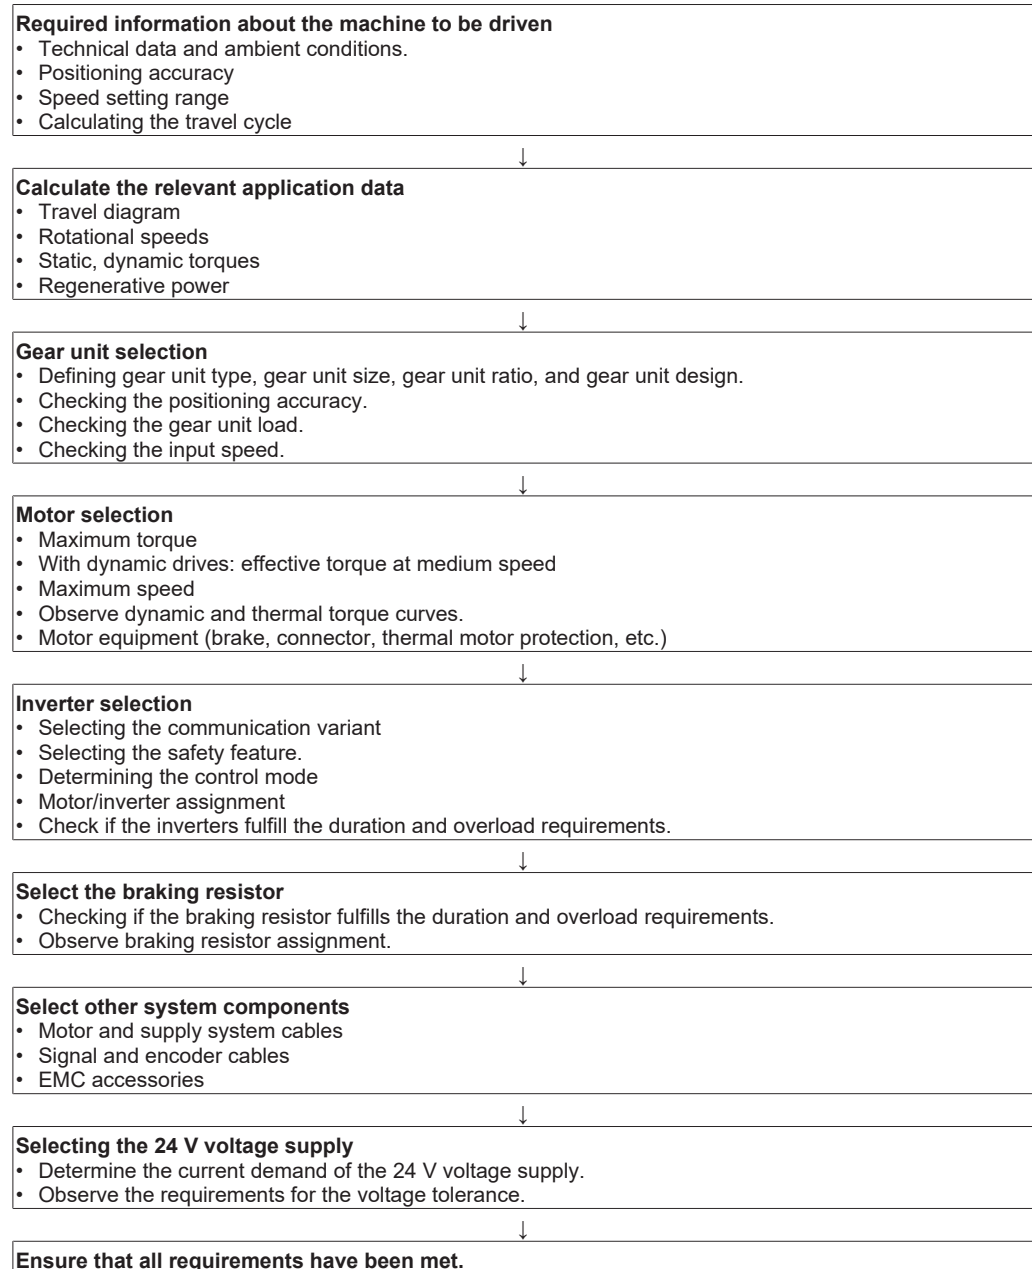 Required information about the machine to be driven
• Technical data and ambient conditions.
• Positioning accuracy
• Speed setting range
• Calculating the travel cycle
↓
Calculate the relevant application data
• Travel diagram
• Rotational speeds
• Static, dynamic torques
• Regenerative power
↓
Gear unit selection
• Defining gear unit type, gear unit size, gear unit ratio, and gear unit design.
• Checking the positioning accuracy.
• Checking the gear unit load.
• Checking the input speed.
↓
Motor selection
• Maximum torque
• With dynamic drives: effective torque at medium speed
• Maximum speed
• Observe dynamic and thermal torque curves.
• Motor equipment (brake, connector, thermal motor protection, etc.)
↓
Inverter selection
• Selecting the communication variant
• Selecting the safety feature.
• Determining the control mode
• Motor/inverter assignment
• Check if the inverters fulfill the duration and overload requirements.
↓
Select the braking resistor
• Checking if the braking resistor fulfills the duration and overload requirements.
• Observe braking resistor assignment.
↓
Select other system components
• Motor and supply system cables
• Signal and encoder cables
• EMC accessories
↓
Selecting the 24 V voltage supply
• Determine the current demand of the 24 V voltage supply.
• Observe the requirements for the voltage tolerance.
↓
Ensure that all requirements have been met.